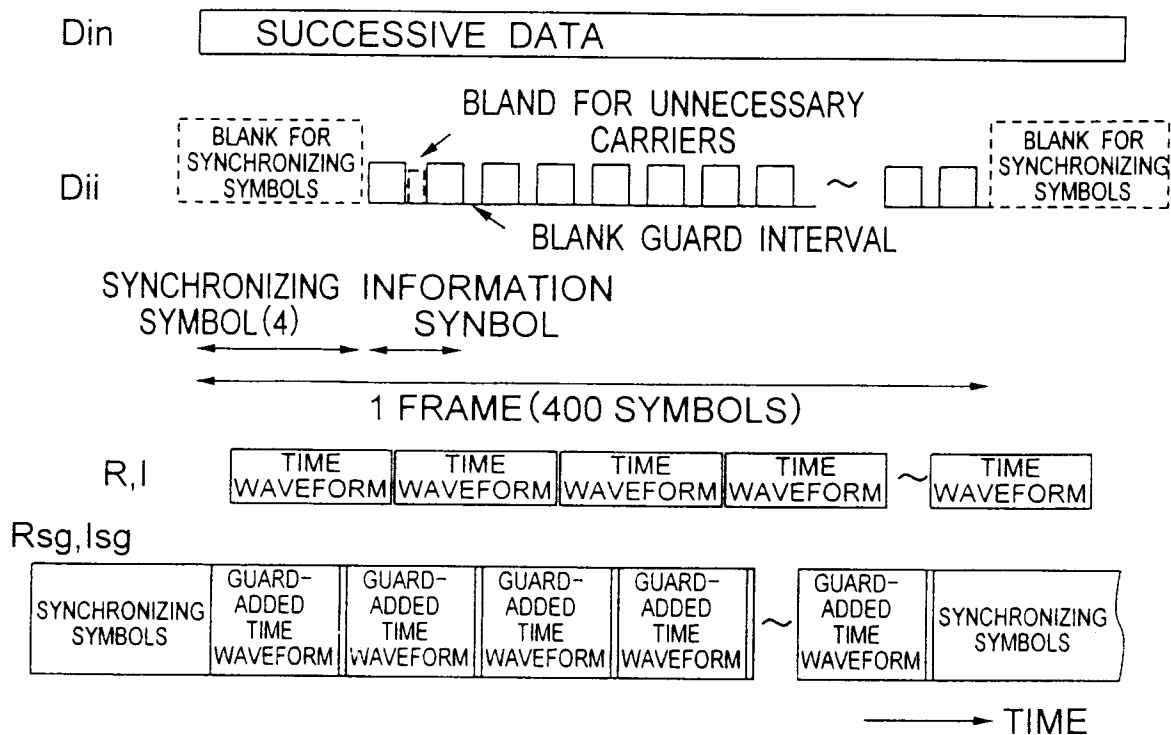 Din
SUCCESSIVE DATA
BLAND FOR UNNECESSARY
CARRIERS
BLANK FOR
SYNCHRONIZING
SYMBOLS
BLANK FOR
SYNCHRONIZING
SYMBOLS
Dii
~
BLANK GUARD INTERVAL
SYNCHRONIZING
SYMBOL(4)
INFORMATION
SYNBOL
1 FRAME(400 SYMBOLS)
R,I
TIME
WAVEFORM
TIME
WAVEFORM
TIME
WAVEFORM
TIME
WAVEFORM
~
TIME
WAVEFORM
Rsg,Isg
SYNCHRONIZING
SYMBOLS
GUARD-
ADDED
TIME
WAVEFORM
GUARD-
ADDED
TIME
WAVEFORM
GUARD-
ADDED
TIME
WAVEFORM
GUARD-
ADDED
TIME
WAVEFORM
~
GUARD-
ADDED
TIME
WAVEFORM
SYNCHRONIZING
SYMBOLS
TIME